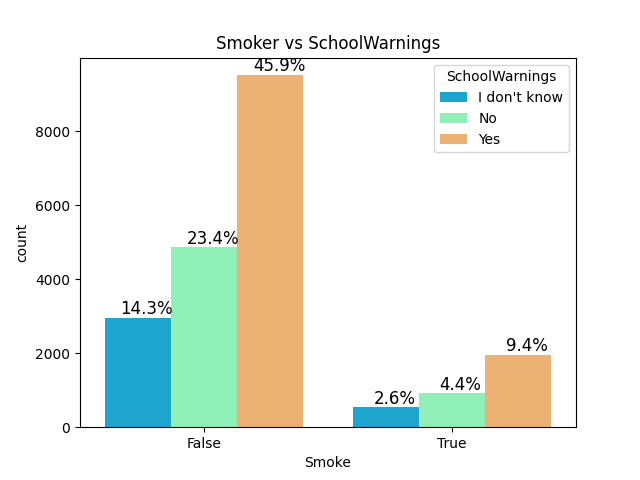 Smoker vs SchoolWarnings
45.9%
SchoolWarnings
I don't know
No
Yes
8000
6000
23.4%
count
4000
14.3%
9.4%
2000
4.4%
2.6%
0
False
True
Smoke